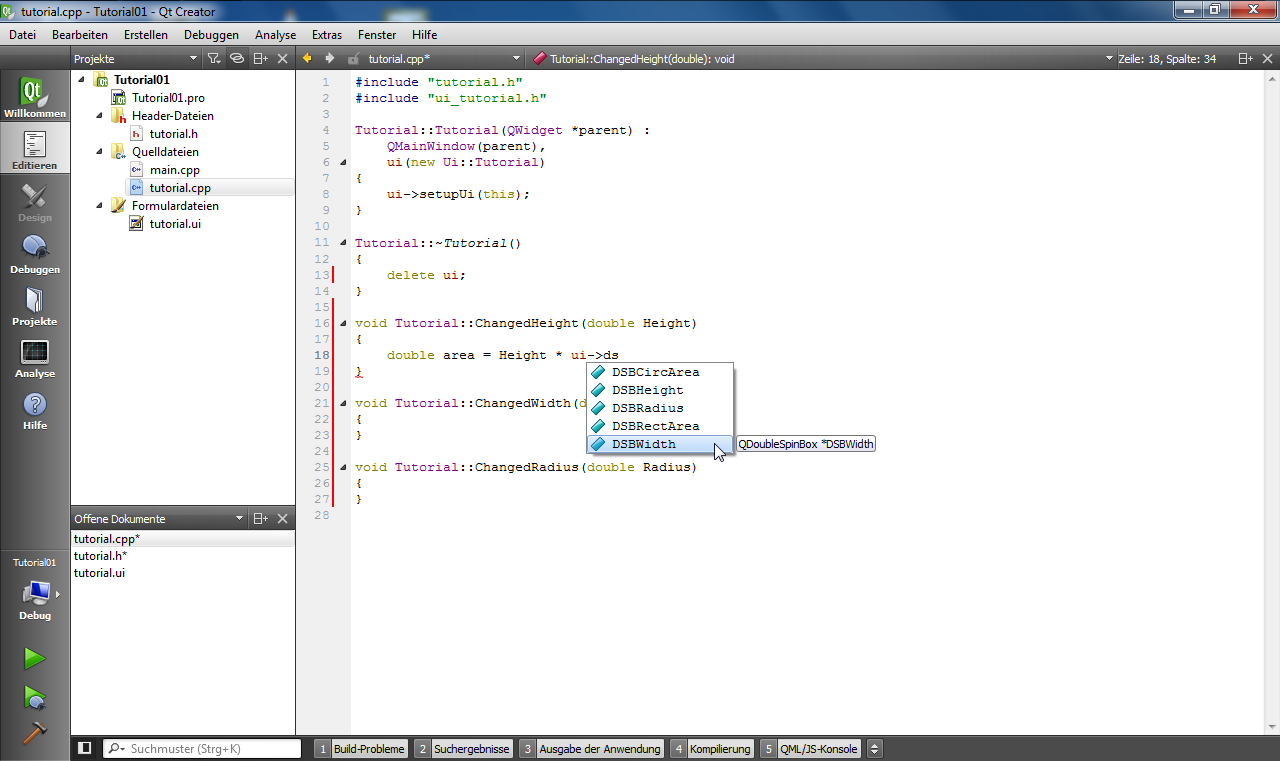 tutorial.cpp - Tutorial01 - Qt Creator
Datei Bearbeiten Erstellen Debuggen Analyse Extras Fenster Hilfe
Projekte
tutorial.cpp*
Tutorial::ChangedHeight(double): void
Zeile: 18, Spalte: 34
Qt
Willkommen
Editieren
Design
Debuggen
Projekte
Analyse
Hilfe
Tutorial01
Debug
Tutorial01
Tutorial01.pro
Header-Dateien
tutorial.h
Quelldateien
main.cpp
tutorial.cpp
Formulardateien
tutorial.ui
Offene Dokumente
tutorial.cpp*
tutorial.h*
tutorial.ui
1 #include "tutorial.h"
2 #include "ui_tutorial.h"
3
4 Tutorial::Tutorial(QWidget *parent) :
5 QMainWindow(parent),
6 ui(new Ui::Tutorial)
7 {
8 ui->setupUi(this);
9 }
10
11 Tutorial::~Tutorial()
12 {
13 delete ui;
14 }
15
16 void Tutorial::ChangedHeight(double Height)
17 {
18 double area = Height * ui->ds
19 }
20
21 void Tutorial::ChangedWidth(d
22 {
23 }
24
25 void Tutorial::ChangedRadius(double Radius)
26 {
27 }
28
DSBCircArea
DSBHeight
DSBRadius
DSBRectArea
DSBWidth
QDoubleSpinBox *DSBWidth
Suchmuster (Strg+K)
1 Build-Probleme
2 Suchergebnisse
3 Ausgabe der Anwendung
4 Kompilierung
5 QML/JS-Konsole